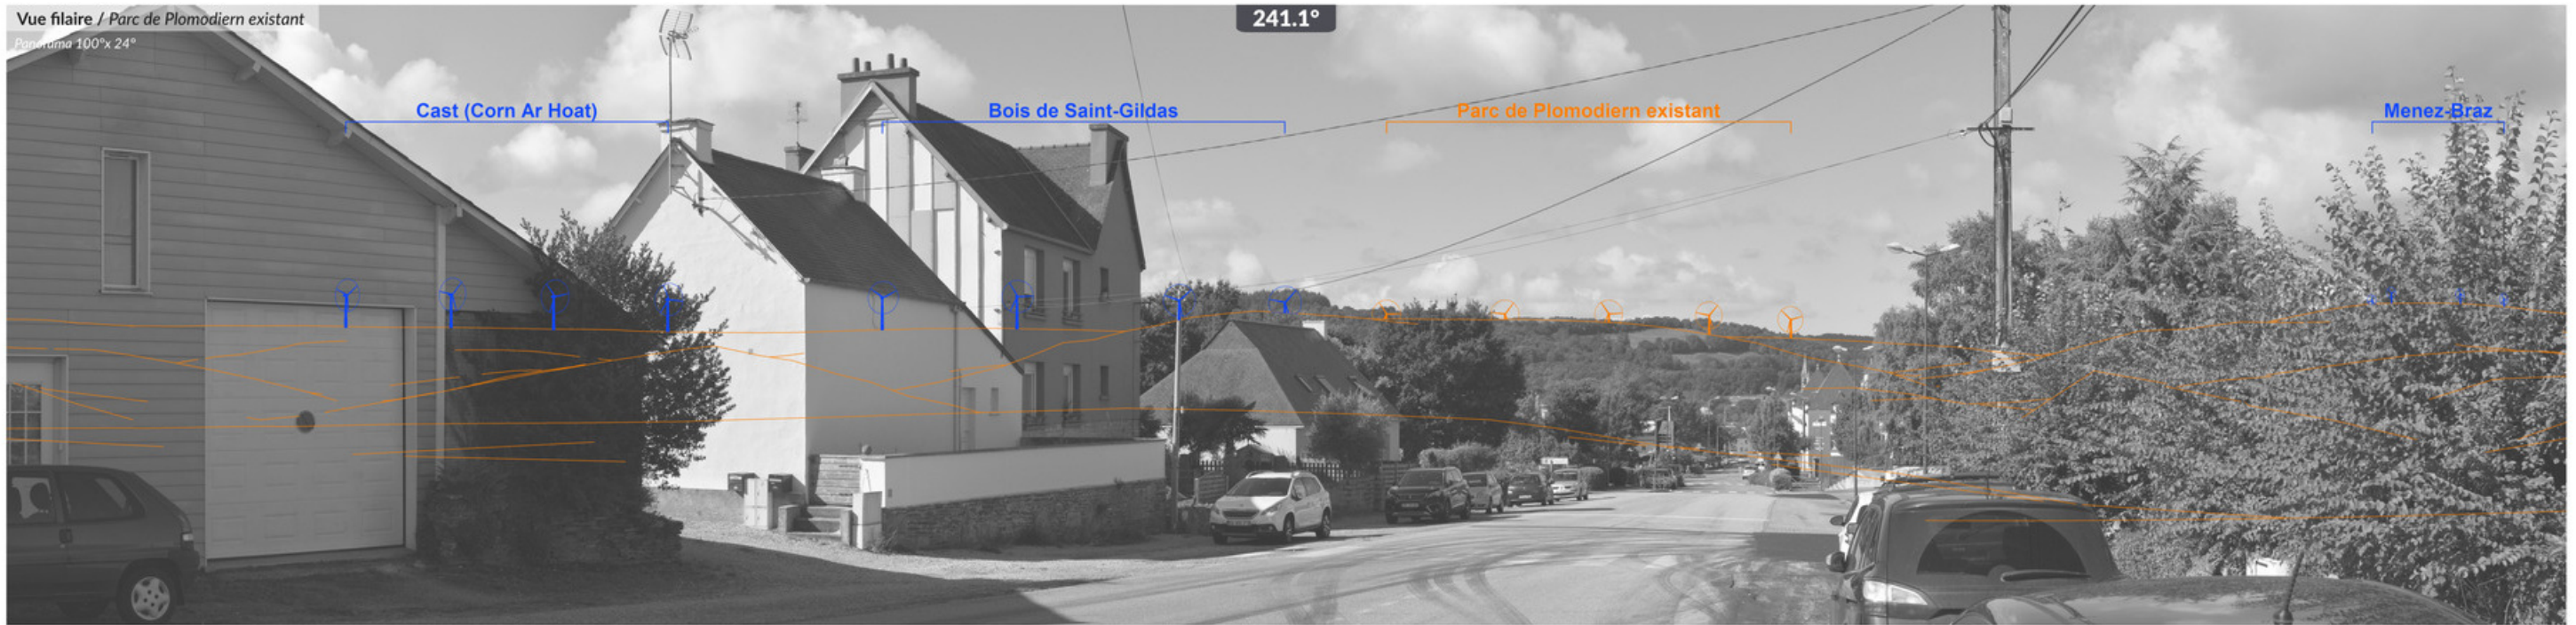 Vue filaire / Parc de Plomodiern existant
Panorama 100°x 24°
241.1°
Cast (Corn Ar Hoat)
Bois de Saint-Gildas
Parc de Plomodiern existant
Menez-Braz